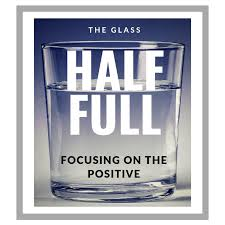 THE GLASS
HALF
FULL
FOCUSING ON THE
POSITIVE